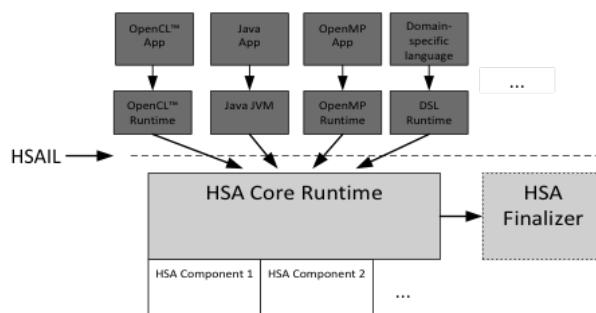 OpenCL™
App
Java
App
OpenMP
App
Domain-
specific
language
...
OpenCL™
Runtime
Java JVM
OpenMP
Runtime
DSL
Runtime
HSAIL
HSA Core Runtime
HSA
Finalizer
HSA Component 1
HSA Component 2
...